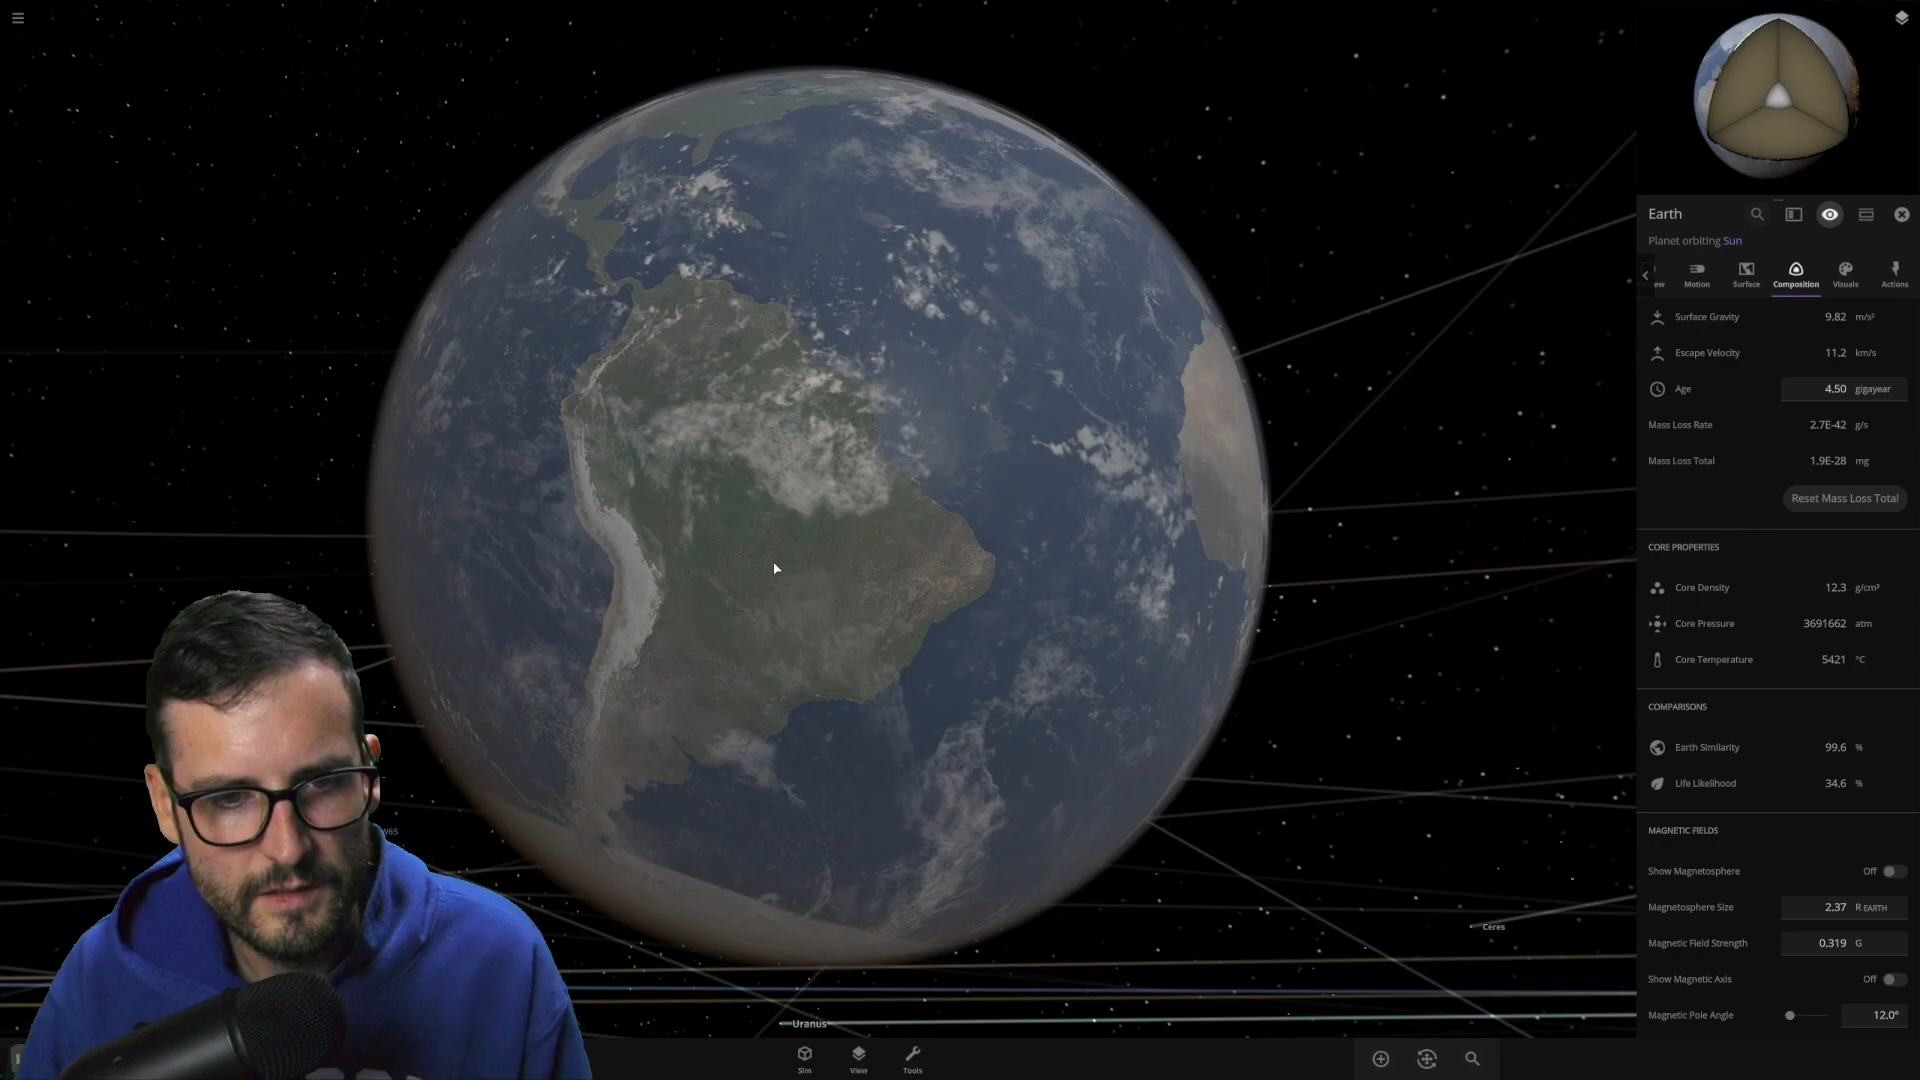 Earth
Planet orbiting Sun
ew Motion Surface Composition Visuals Actions
Surface Gravity 9.82 m/s²
Escape Velocity 11.2 km/s
Age 4.50 gigayear
Mass Loss Rate 2.7E-42 g/s
Mass Loss Total 1.9E-28 mg
Reset Mass Loss Total
CORE PROPERTIES
Core Density 12.3 g/cm³
Core Pressure 3691662 atm
Core Temperature 5421 °C
COMPARISONS
Earth Similarity 99.6 %
Life Likelihood 34.6 %
MAGNETIC FIELDS
Show Magnetosphere Off
Magnetosphere Size 2.37 R EARTH
Magnetic Field Strength 0.319 G
Show Magnetic Axis Off
Magnetic Pole Angle 12.0°
W65
Ceres
Uranus
Sim View Tools